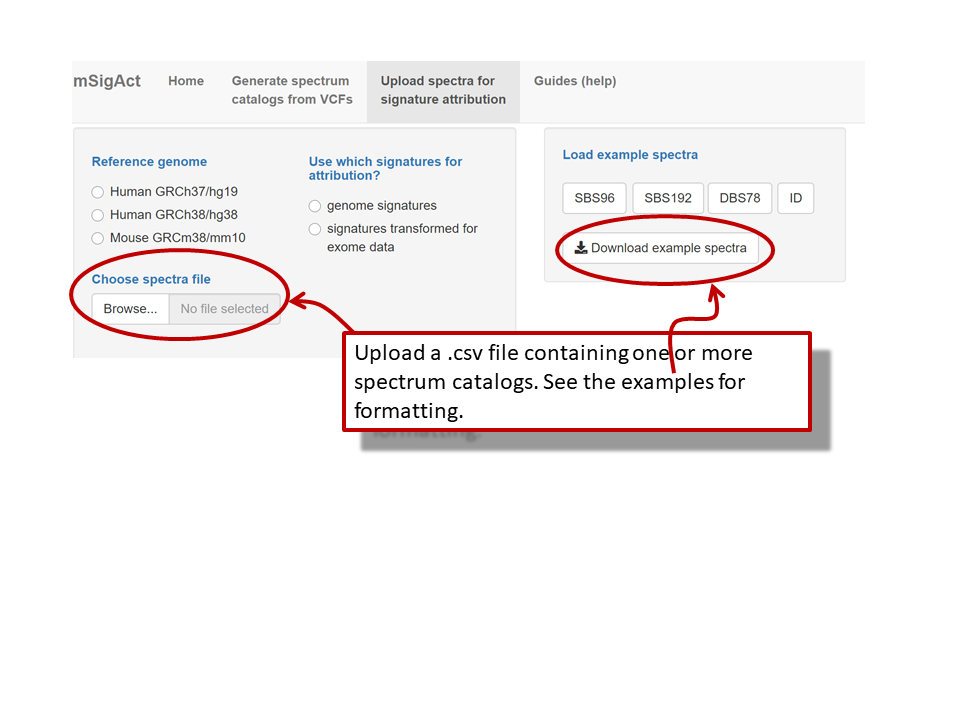 mSigAct
Home
Generate spectrum
catalogs from VCFs
Upload spectra for
signature attribution
Guides (help)
Reference genome
Human GRCh37/hg19
Human GRCh38/hg38
Mouse GRCm38/mm10
Choose spectra file
Browse... No file selected
Use which signatures for
attribution?
genome signatures
signatures transformed for
exome data
Load example spectra
SBS96 SBS192 DBS78 ID
Download example spectra
Upload a .csv file containing one or more
spectrum catalogs. See the examples for
formatting.